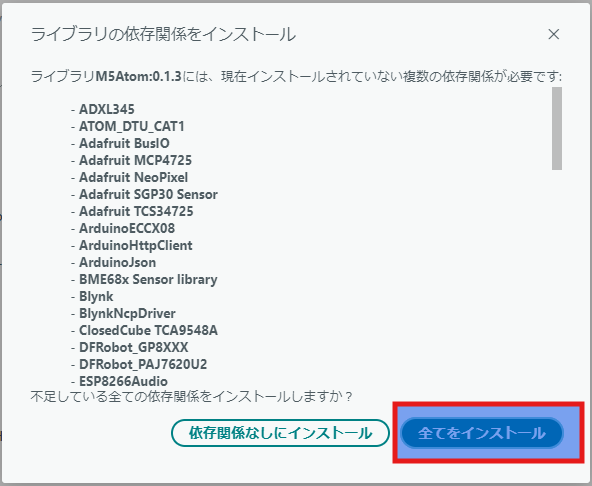 ライブラリの依存関係をインストール
ライブラリM5Atom:0.1.3には、現在インストールされていない複数の依存関係が必要です:
- ADXL345
- ATOM_DTU_CAT1
- Adafruit BusIO
- Adafruit MCP4725
- Adafruit NeoPixel
- Adafruit SGP30 Sensor
- Adafruit TCS34725
- ArduinoECCX08
- ArduinoHttpClient
- ArduinoJson
- BME68x Sensor library
- Blynk
- BlynkNcpDriver
- ClosedCube TCA9548A
- DFRobot_GP8XXX
- DFRobot_PAJ7620U2
- ESP8266Audio
不足している全ての依存関係をインストールしますか？
依存関係なしにインストール
全てをインストール